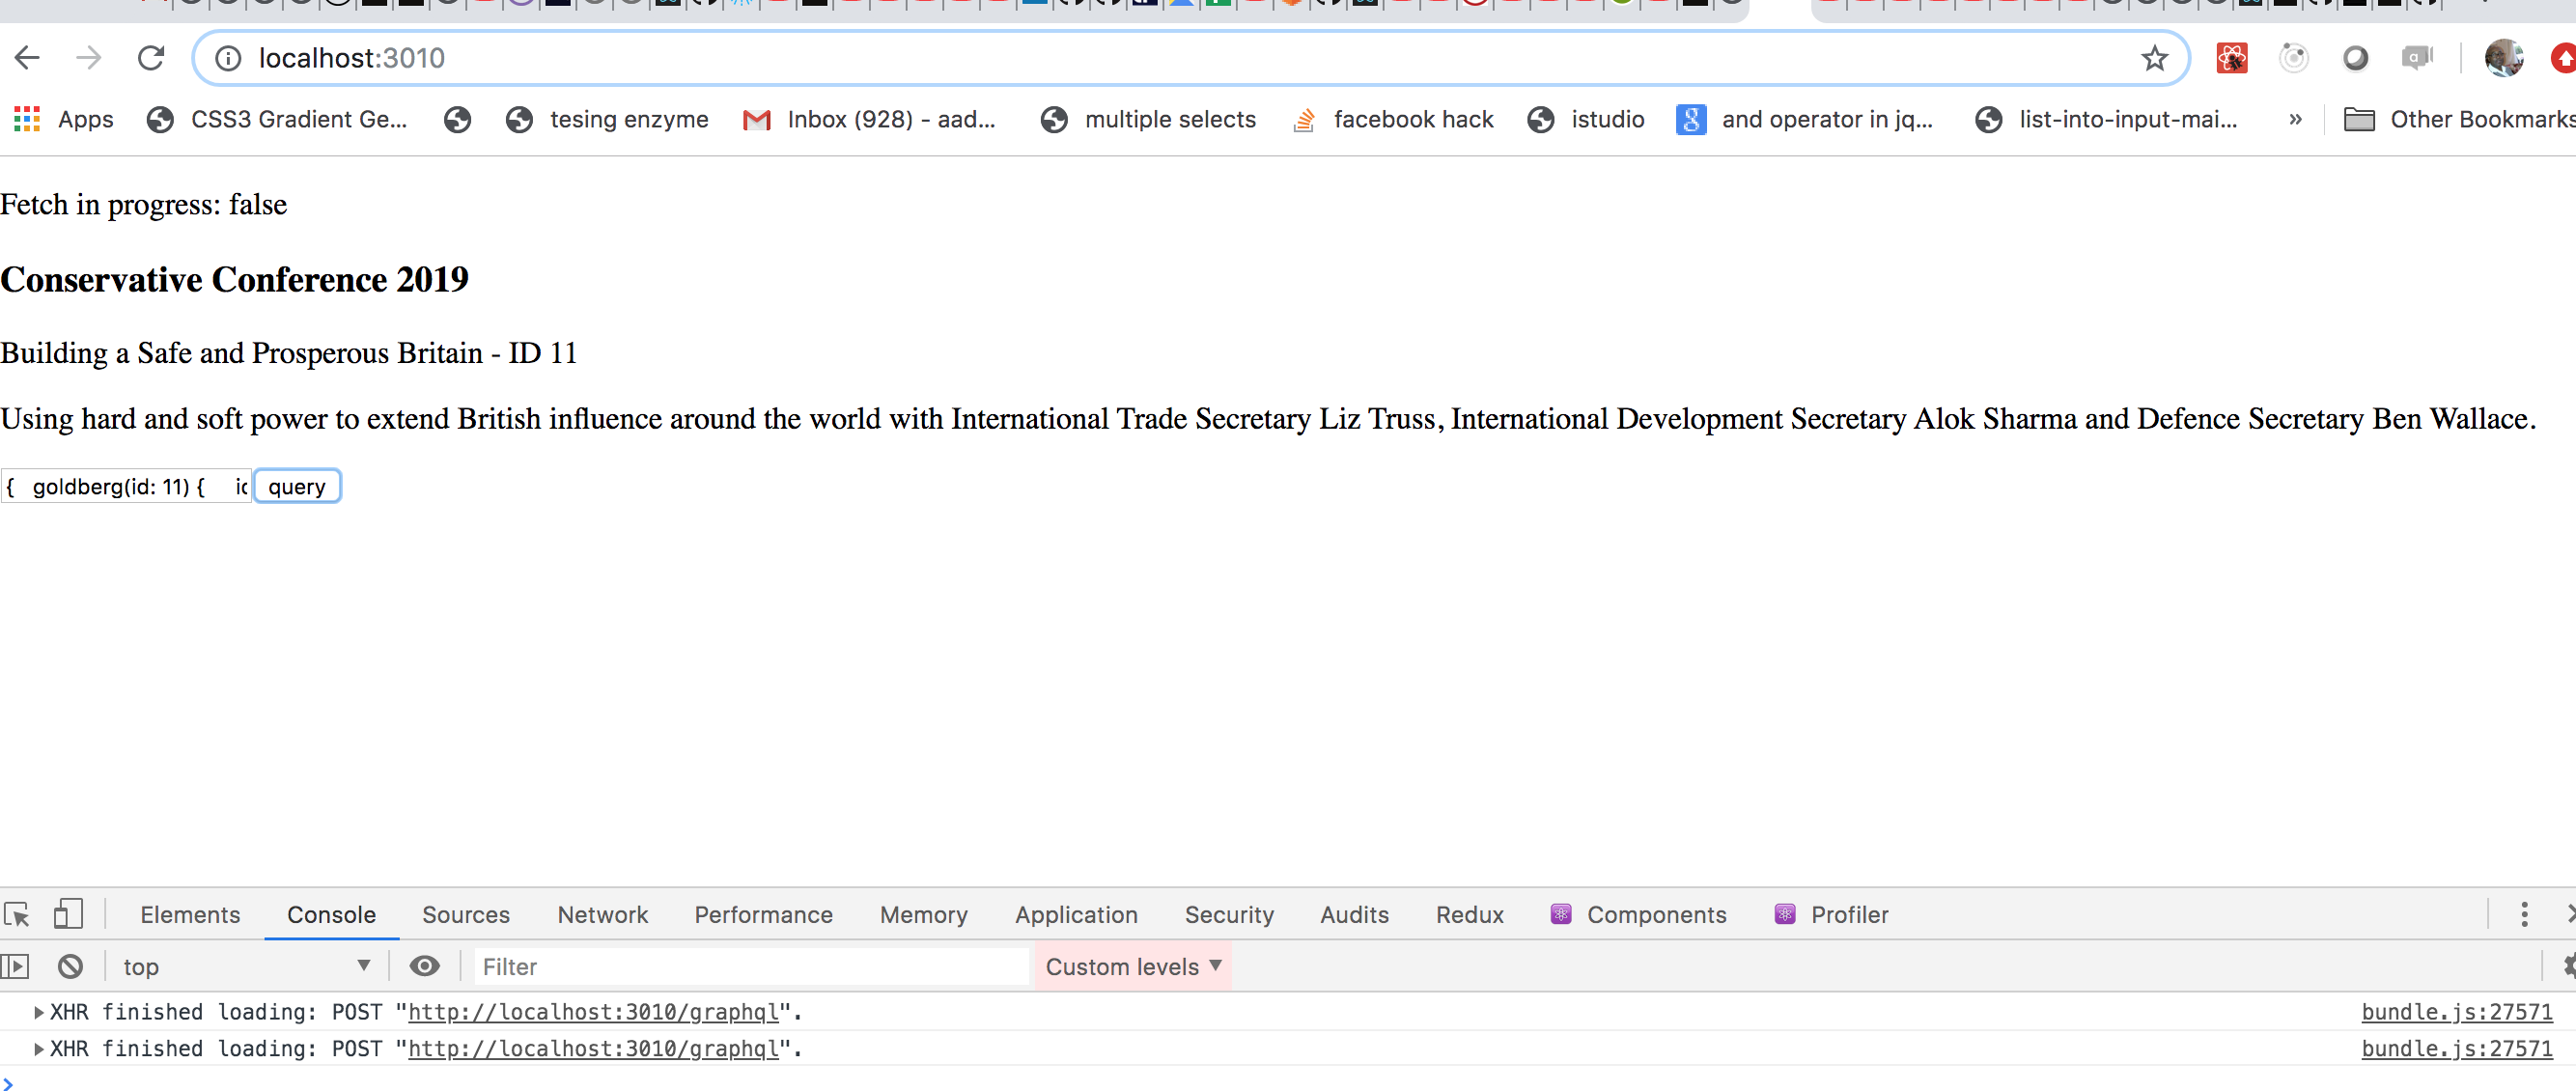 localhost:3010
Apps CSS3 Gradient Ge... tesing enzyme Inbox (928) - aad... multiple selects facebook hack istudio and operator in jq... list-into-input-mai... » Other Bookmarks
Fetch in progress: false
Conservative Conference 2019
Building a Safe and Prosperous Britain - ID 11
Using hard and soft power to extend British influence around the world with International Trade Secretary Liz Truss, International Development Secretary Alok Sharma and Defence Secretary Ben Wallace.
{ goldberg(id: 11) { id query
Elements Console Sources Network Performance Memory Application Security Audits Redux Components Profiler
top Filter Custom levels
XHR finished loading: POST "http://localhost:3010/graphql". bundle.js:27571
XHR finished loading: POST "http://localhost:3010/graphql". bundle.js:27571